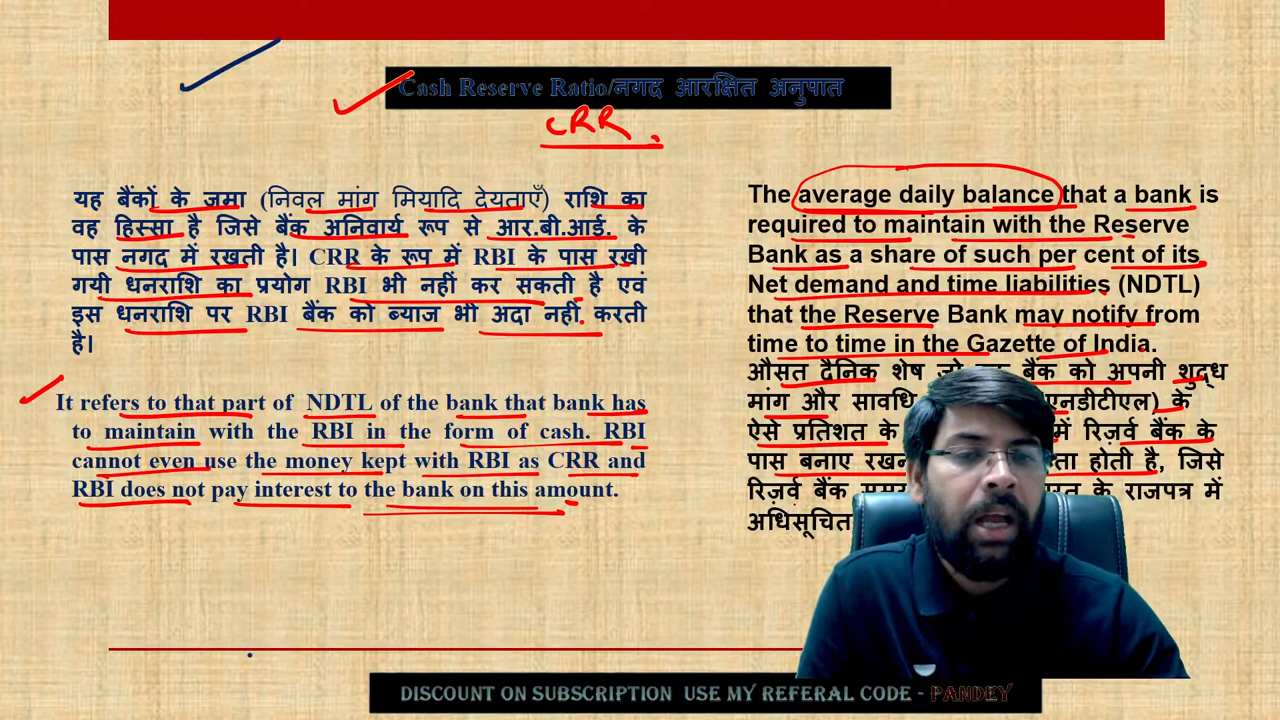 Cash Reserve Ratio/नगद आरक्षित अनुपात
CRR
यह बैंकों के जमा (निवल मांग मियादि देयताएँ) राशि का
वह हिस्सा है जिसे बैंक अनिवार्य रूप से आर.बी.आई. के
पास नगद में रखती है। CRR के रूप में RBI के पास रखी
गयी धनराशि का प्रयोग RBI भी नहीं कर सकती है एवं
इस धनराशि पर RBI बैंक को ब्याज भी अदा नहीं करती
है।
It refers to that part of NDTL of the bank that bank has
to maintain with the RBI in the form of cash. RBI
cannot even use the money kept with RBI as CRR and
RBI does not pay interest to the bank on this amount.
The average daily balance that a bank is
required to maintain with the Reserve
Bank as a share of such per cent of its
Net demand and time liabilities (NDTL)
that the Reserve Bank may notify from
time to time in the Gazette of India.
औसत दैनिक शेष बैंक को अपनी शुद्ध
मांग और सावधि (एनडीटीएल) के
ऐसे प्रतिशत के में रिज़र्व बैंक के
पास बनाए होती है, जिसे
रिज़र्व बैंक के राजपत्र में
अधिसूचित
DISCOUNT ON SUBSCRIPTION USE MY REFERAL CODE - PANDEY